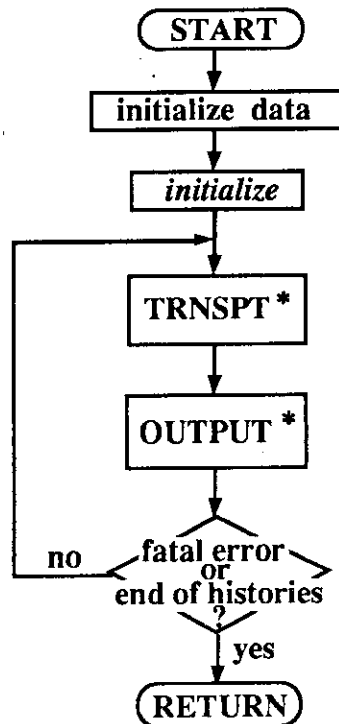 START
initialize data
initialize
TRNSPT *
OUTPUT *
no
fatal error
or
end of histories
?
yes
RETURN